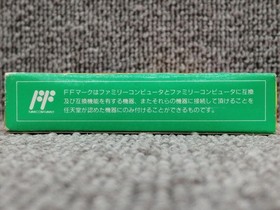 FFマークはファミリーコンピュータとファミリーコンピュータに互換
及び互換機能を有する機器、またそれらの機器に接続して頂けることを
任天堂が認めた機器にのみ付けることができるものです。